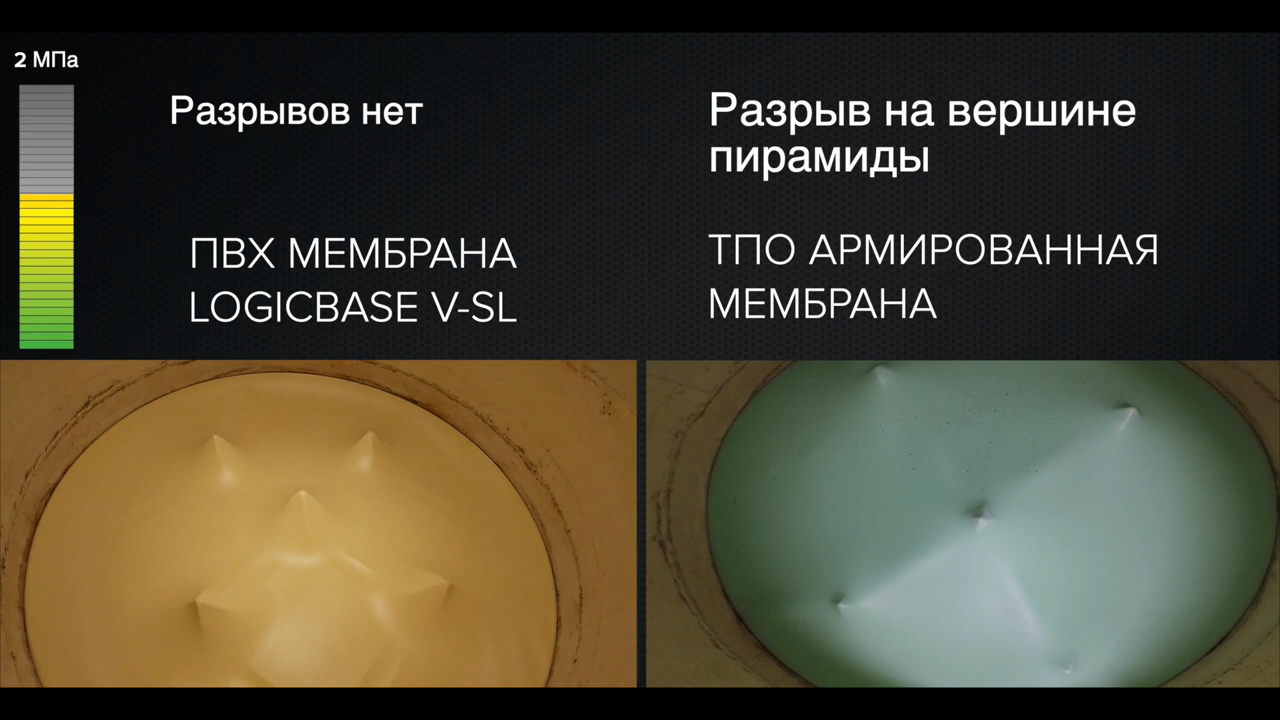 2 МПа
Разрывов нет
Разрыв на вершине
пирамиды
ПВХ МЕМБРАНА
LOGICBASE V-SL
ТПО АРМИРОВАННАЯ
МЕМБРАНА